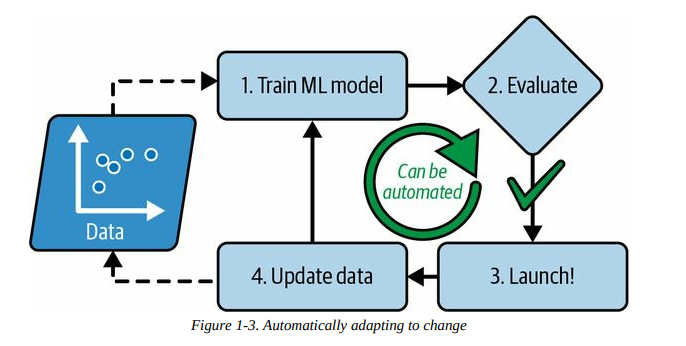 1. Train ML model
2. Evaluate
Can be
automated
Data
4. Update data
3. Launch!
Figure 1-3. Automatically adapting to change